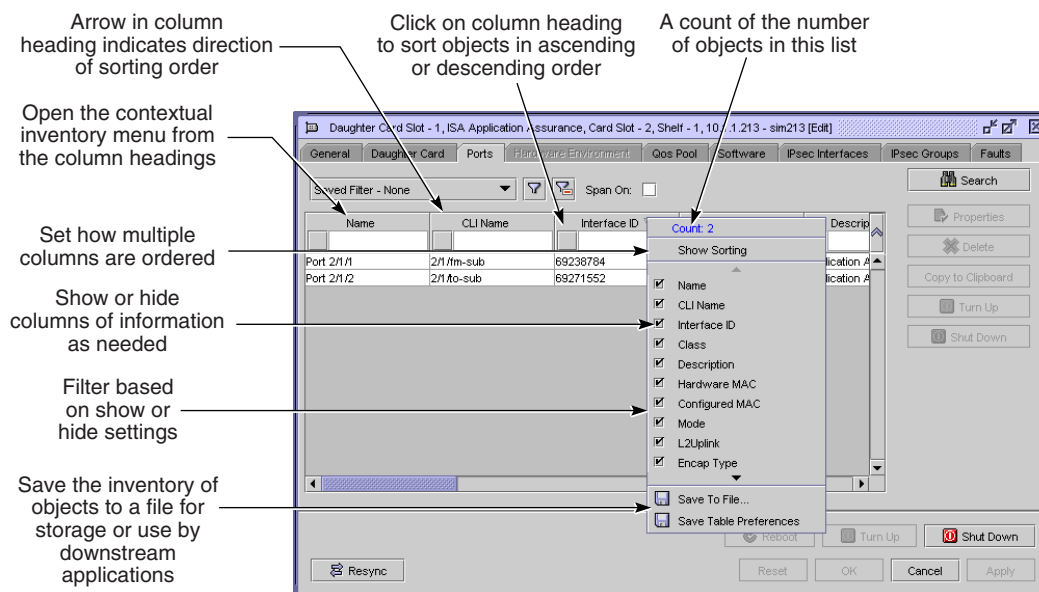 Arrow in column
heading indicates direction
of sorting order
Click on column heading
to sort objects in ascending
or descending order
A count of the number
of objects in this list
Open the contextual
inventory menu from
the column headings
Set how multiple
columns are ordered
Show or hide
columns of information
as needed
Filter based
on show or
hide settings
Save the inventory of
objects to a file for
storage or use by
downstream
applications
Daughter Card Slot - 1, ISA Application Assurance, Card Slot - 2, Shelf - 1, 10.1.1.213 - sim213 [Edit]
General Daughter Card Ports Hardware Environment Qos Pool Software IPsec Interfaces IPsec Groups Faults
Saved Filter - None Span On:
Name CLI Name Interface ID Descrip
Port 2/1/1 2/1/fm-sub 69238784 lication A
Port 2/1/2 2/1/to-sub 69271552 lication A
Count: 2
Show Sorting
Name
CLI Name
Interface ID
Class
Description
Hardware MAC
Configured MAC
Mode
L2Uplink
Encap Type
Save To File...
Save Table Preferences
Search
Properties
Delete
Copy to Clipboard
Turn Up
Shut Down
Reboot Turn Up Shut Down
Resync Reset OK Cancel Apply